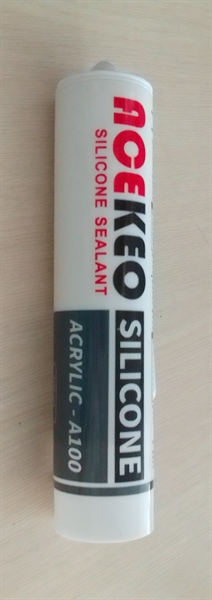 ACEKEO
SILICONE SEALANT
SILICONE
ACRYLIC - A100